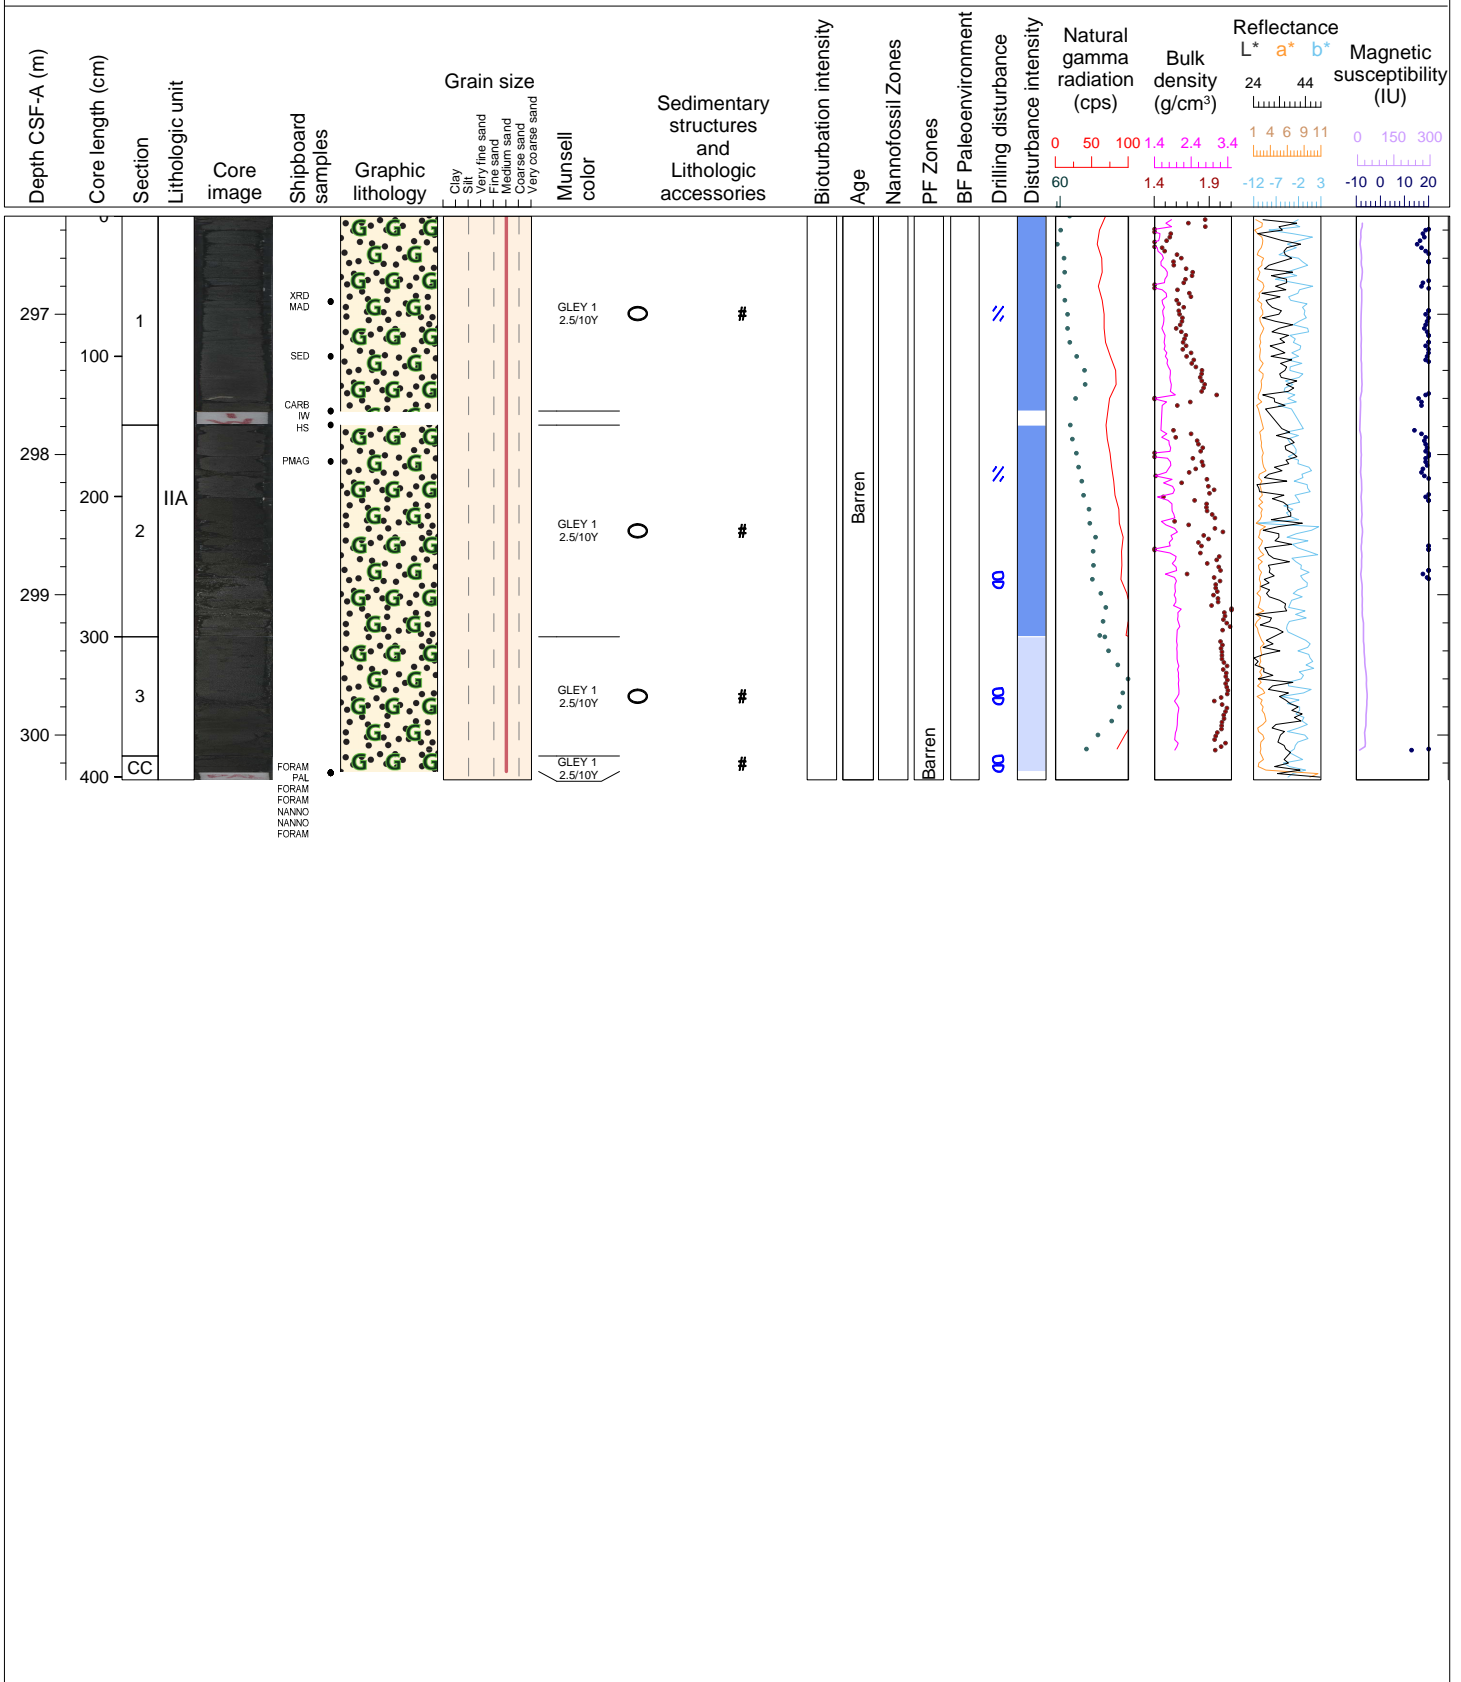 Depth CSF-A (m)
Core length (cm)
Section
Lithologic unit
Core
image
Shipboard
samples
Graphic
lithology
Grain size
Clay
Silt
Very fine sand
Fine sand
Medium sand
Coarse sand
Very coarse sand
Munsell
color
Sedimentary
structures
and
Lithologic
accessories
Bioturbation intensity
Age
Nannofossil Zones
PF Zones
BF Paleoenvironment
Drilling disturbance
Disturbance intensity
Natural
gamma
radiation
(cps)
0 50 100
60
Bulk
density
(g/cm³)
1.4 2.4 3.4
1.4 1.9
Reflectance
L* a* b*
24 44
1 4 6 9 11
-12 -7 -2 3
Magnetic
susceptibility
(IU)
0 150 300
-10 0 10 20
0
297
100
298
200
299
300
300
400
1
2
3
CC
IIA
XRD
MAD
SED
CARB
IW
HS
PMAG
FORAM
PAL
FORAM
FORAM
NANNO
NANNO
FORAM
G G G
G G
G G G
G G
G G G
G G
G G G
G G G
G G G
G G
G G G
G G
G G G
G G
G G G
G G
G G G
G G
G G G
G G
G G G
GLEY 1
2.5/10Y
#
GLEY 1
2.5/10Y
#
GLEY 1
2.5/10Y
#
GLEY 1
2.5/10Y
#
Barren
Barren